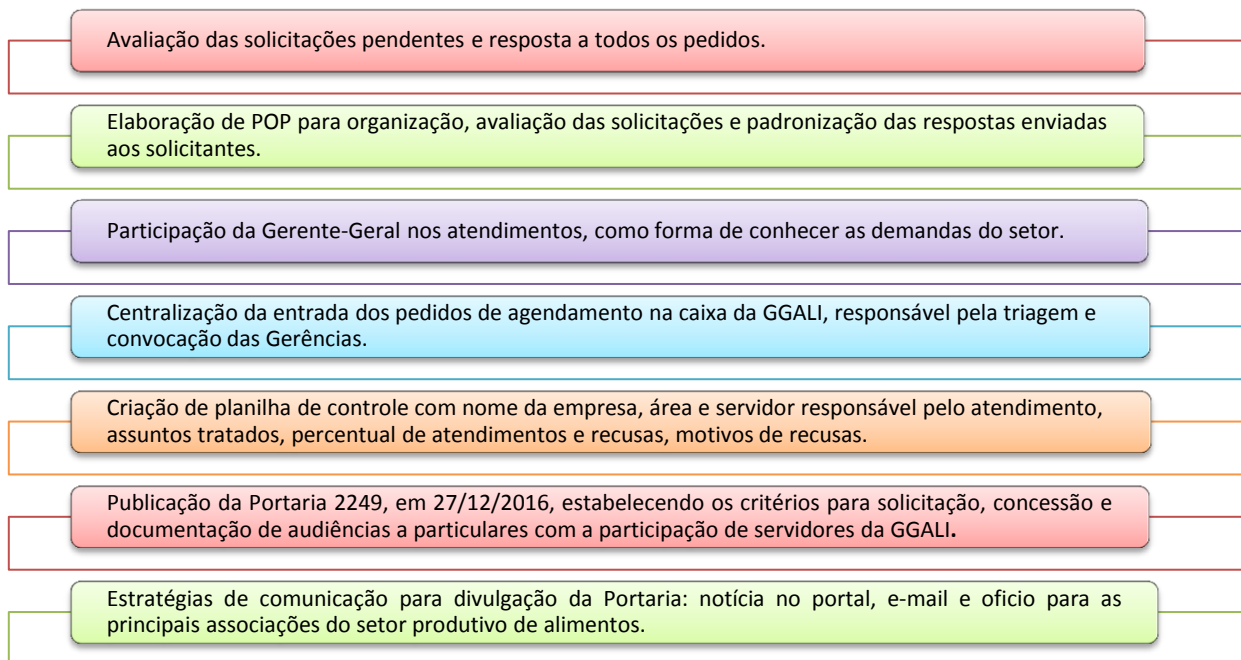 Avaliação das solicitações pendentes e resposta a todos os pedidos.
Elaboração de POP para organização, avaliação das solicitações e padronização das respostas enviadas
aos solicitantes.
Participação da Gerente-Geral nos atendimentos, como forma de conhecer as demandas do setor.
Centralização da entrada dos pedidos de agendamento na caixa da GGALI, responsável pela triagem e
convocação das Gerências.
Criação de planilha de controle com nome da empresa, área e servidor responsável pelo atendimento,
assuntos tratados, percentual de atendimentos e recusas, motivos de recusas.
Publicação da Portaria 2249, em 27/12/2016, estabelecendo os critérios para solicitação, concessão e
documentação de audiências a particulares com a participação de servidores da GGALI.
Estratégias de comunicação para divulgação da Portaria: notícia no portal, e-mail e oficio para as
principais associações do setor produtivo de alimentos.